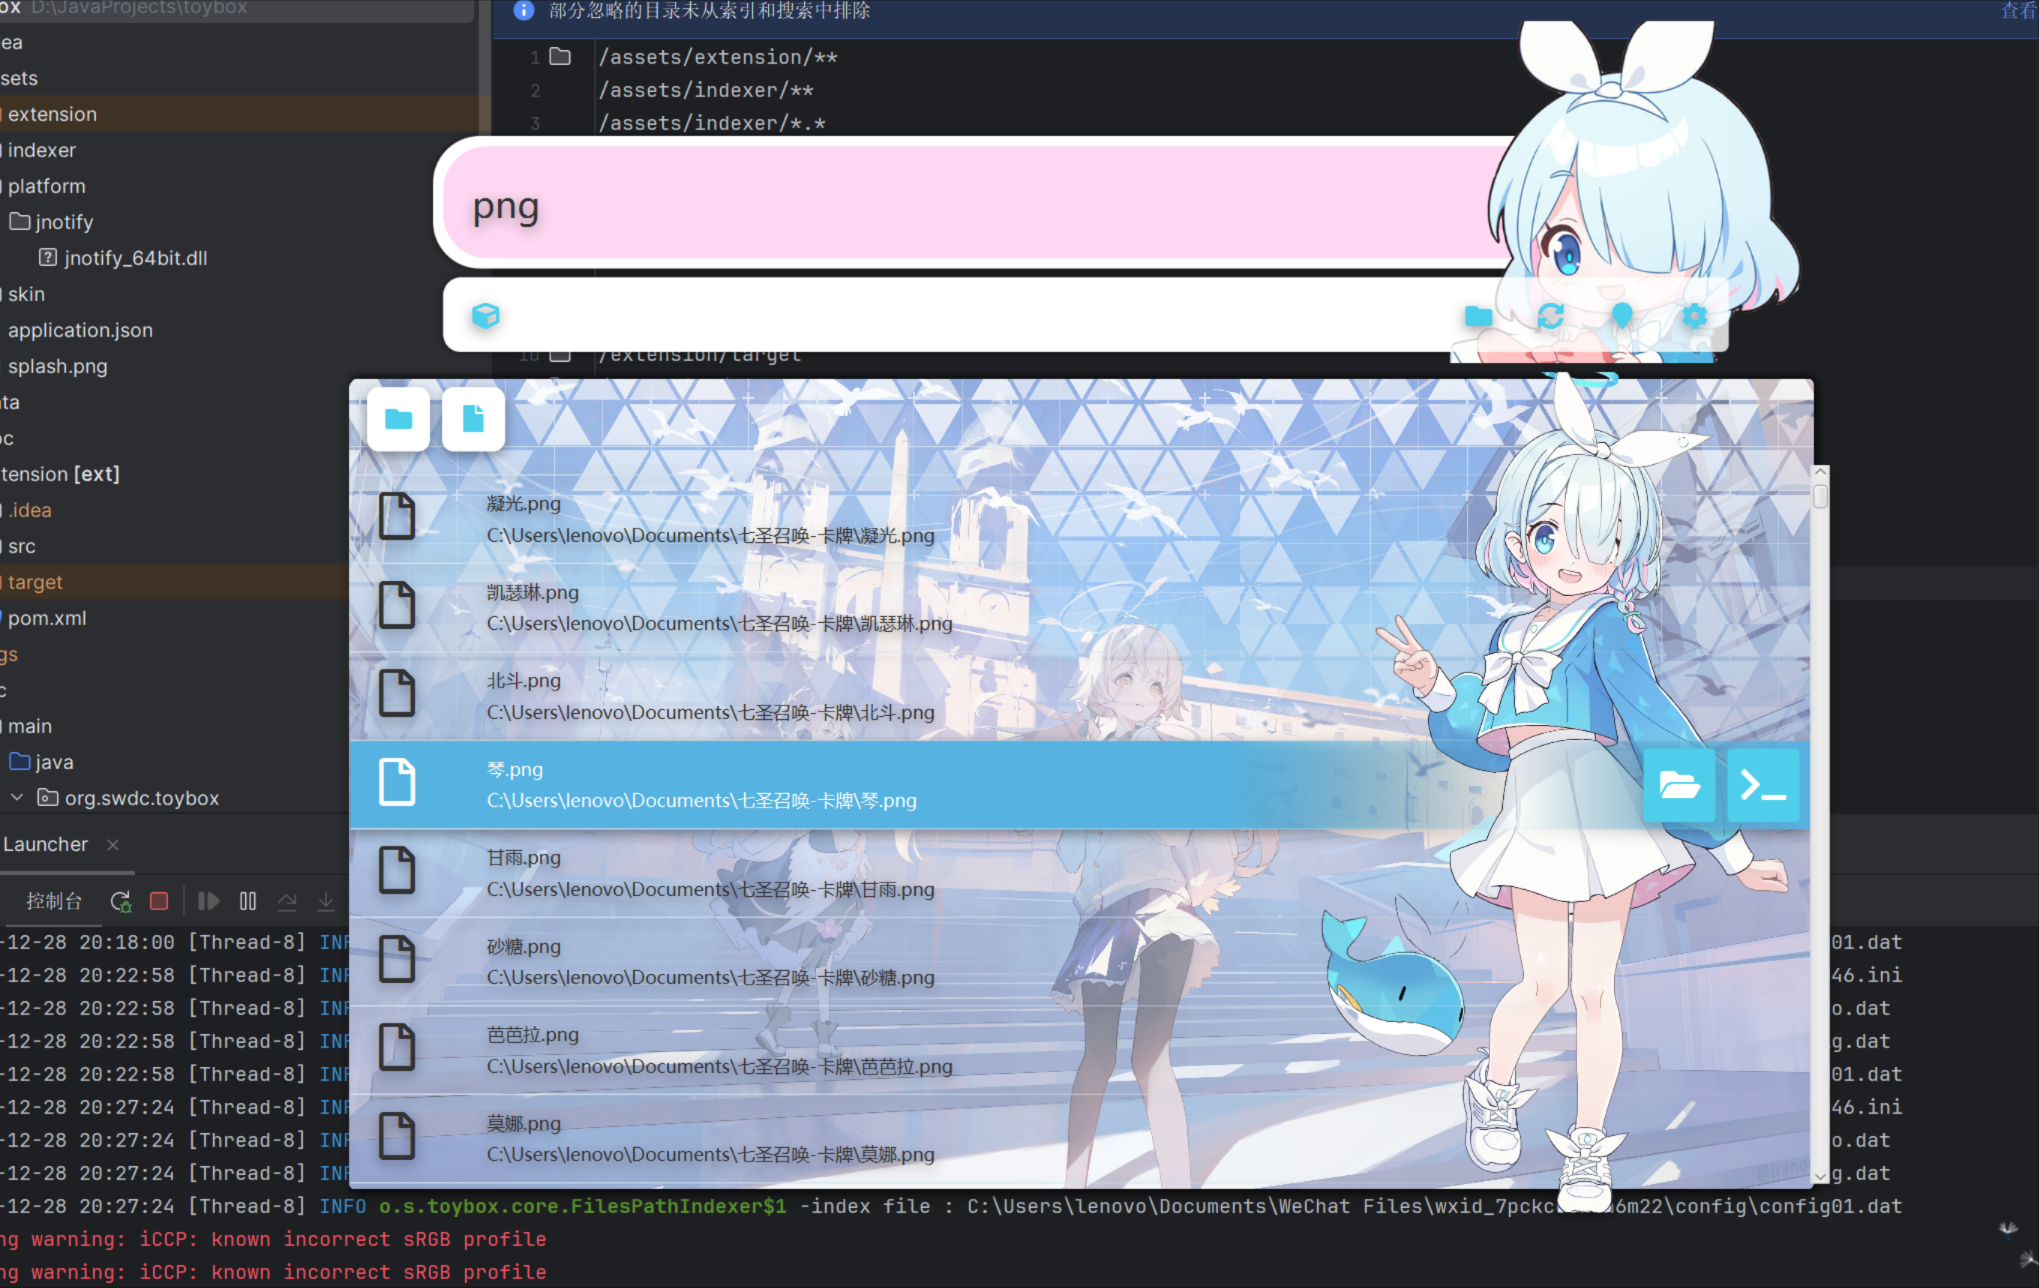 ox D:\JavaProjects\toybox
ea
sets
extension
indexer
platform
jnotify
jnotify_64bit.dll
skin
application.json
splash.png
ta
oc
tension [ext]
.idea
src
target
pom.xml
gs
c
main
java
org.swdc.toybox
部分忽略的目录未从索引和搜索中排除
查看
1 /assets/extension/**
2 /assets/indexer/**
3 /assets/indexer/*.*
10 /extension/target
png
凝光.png
C:\Users\lenovo\Documents\七圣召唤-卡牌\凝光.png
凯瑟琳.png
C:\Users\lenovo\Documents\七圣召唤-卡牌\凯瑟琳.png
北斗.png
C:\Users\lenovo\Documents\七圣召唤-卡牌\北斗.png
琴.png
C:\Users\lenovo\Documents\七圣召唤-卡牌\琴.png
甘雨.png
C:\Users\lenovo\Documents\七圣召唤-卡牌\甘雨.png
砂糖.png
C:\Users\lenovo\Documents\七圣召唤-卡牌\砂糖.png
芭芭拉.png
C:\Users\lenovo\Documents\七圣召唤-卡牌\芭芭拉.png
莫娜.png
C:\Users\lenovo\Documents\七圣召唤-卡牌\莫娜.png
Launcher
控制台
-12-28 20:18:00 [Thread-8] INF 01.dat
-12-28 20:22:58 [Thread-8] INF 46.ini
-12-28 20:22:58 [Thread-8] INF o.dat
-12-28 20:22:58 [Thread-8] INF g.dat
-12-28 20:22:58 [Thread-8] INF 01.dat
-12-28 20:27:24 [Thread-8] INF 46.ini
-12-28 20:27:24 [Thread-8] INF o.dat
-12-28 20:27:24 [Thread-8] INF g.dat
-12-28 20:27:24 [Thread-8] INFO o.s.toybox.core.FilesPathIndexer$1 -index file : C:\Users\lenovo\Documents\WeChat Files\wxid_7pckc 6m22\config\config01.dat
ng warning: iCCP: known incorrect sRGB profile
ng warning: iCCP: known incorrect sRGB profile